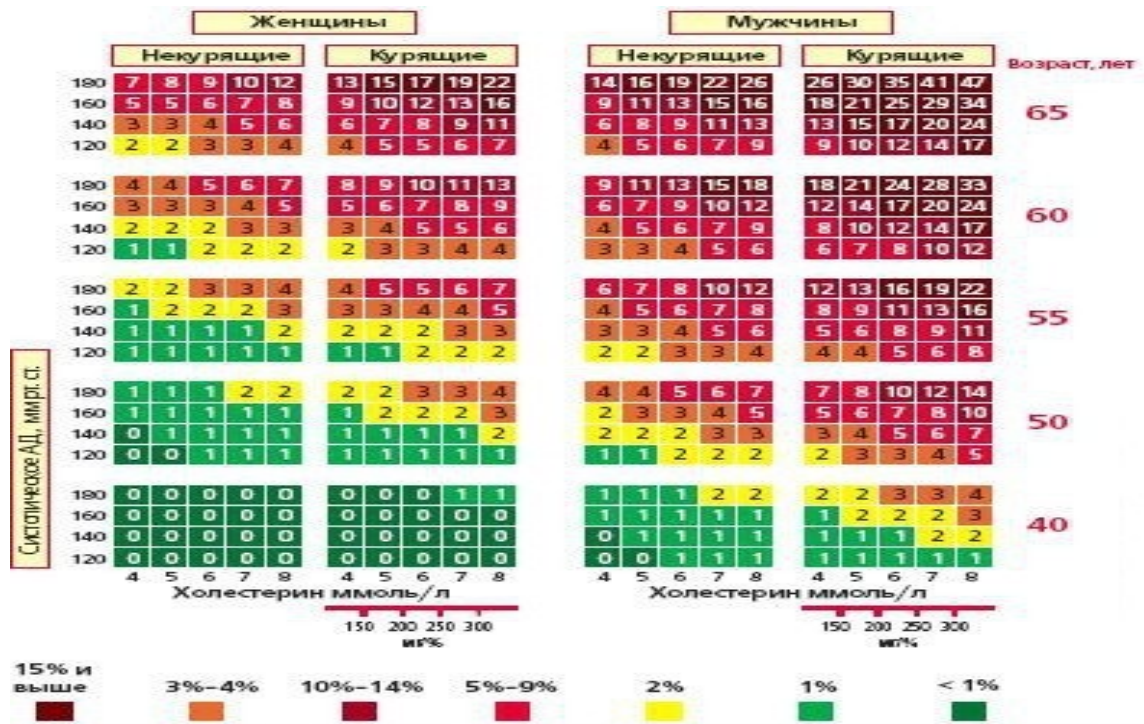 Женщины Мужчины
Некурящие Курящие Некурящие Курящие Возраст, лет
180 7 8 9 10 12 13 15 17 19 22 14 16 19 22 26 26 30 35 41 47
160 5 5 6 7 8 9 10 12 13 16 9 11 13 15 16 18 21 25 29 34 65
140 3 3 4 5 6 6 7 8 9 11 6 8 9 11 13 13 15 17 20 24
120 2 2 3 3 4 4 5 5 6 7 4 5 6 7 9 9 10 12 14 17
180 4 4 5 6 7 8 9 10 11 13 9 11 13 15 18 18 21 24 28 33
160 3 3 3 4 5 5 6 7 8 9 6 7 9 10 12 12 14 17 20 24 60
140 2 2 2 3 3 3 4 5 5 6 4 5 6 7 9 8 10 12 14 17
120 1 1 2 2 2 2 3 3 4 4 3 3 4 5 6 6 7 8 10 12
180 2 2 3 3 4 4 5 5 6 7 6 7 8 10 12 12 13 16 19 22
160 1 2 2 2 3 3 3 4 4 5 4 5 6 7 8 8 9 11 13 16 55
140 1 1 1 1 2 2 2 2 3 3 3 3 4 5 6 5 6 8 9 11
120 1 1 1 1 1 1 1 2 2 2 2 2 3 3 4 4 4 5 6 8
180 1 1 1 2 2 2 2 3 3 4 4 4 5 6 7 7 8 10 12 14
160 1 1 1 1 1 1 2 2 2 3 2 3 3 4 5 5 6 7 8 10 50
140 0 1 1 1 1 1 1 1 1 2 2 2 2 3 3 3 4 5 6 7
120 0 0 1 1 1 1 1 1 1 1 1 1 2 2 2 2 3 3 4 5
180 0 0 0 0 0 0 0 0 1 1 1 1 1 2 2 2 2 3 3 4
160 0 0 0 0 0 0 0 0 0 0 1 1 1 1 1 1 2 2 2 3 40
140 0 0 0 0 0 0 0 0 0 0 0 1 1 1 1 1 1 1 2 2
120 0 0 0 0 0 0 0 0 0 0 0 0 1 1 1 1 1 1 1 1
4 5 6 7 8 4 5 6 7 8 4 5 6 7 8 4 5 6 7 8
Систатическое АД, ммрт. ст.
Холестерин ммоль/л Холестерин ммоль/л
150 200 250 300 150 200 250 300
мг% мг%
15% и
выше 3%–4% 10%–14% 5%–9% 2% 1% < 1%